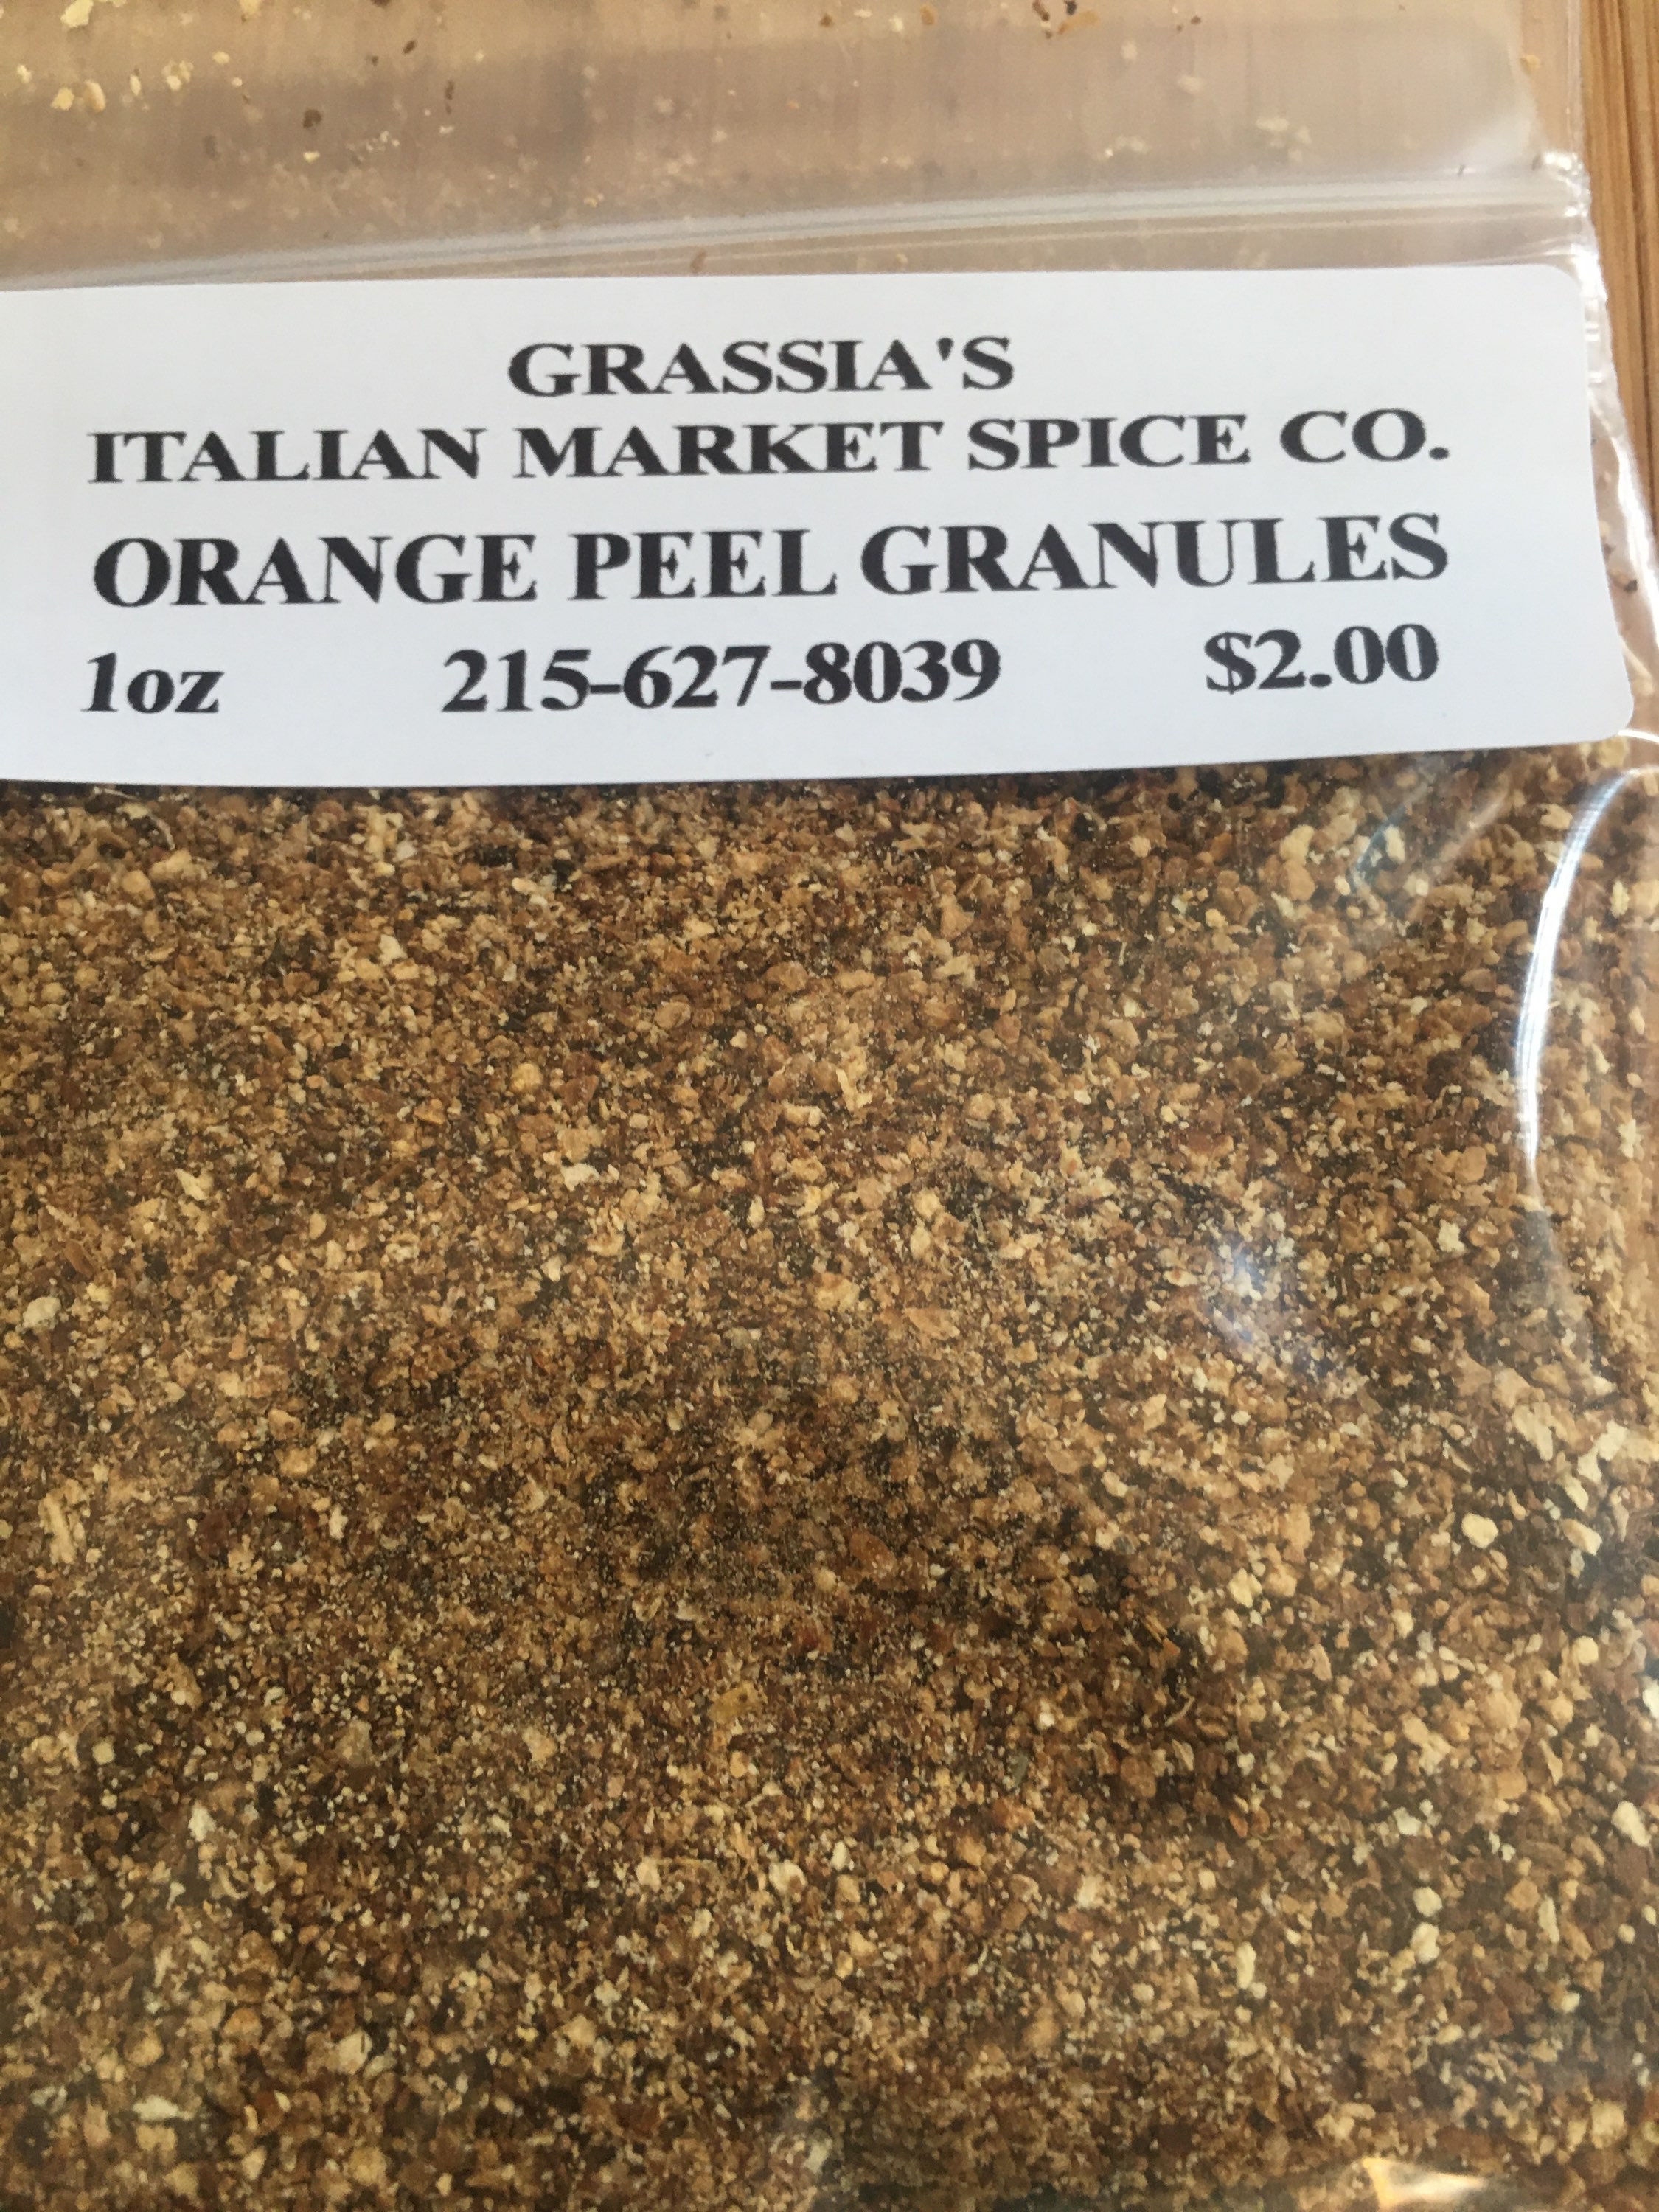 GRASSIA'S
ITALIAN MARKET SPICE CO.
ORANGE PEEL GRANULES
1oz 215-627-8039 $2.00